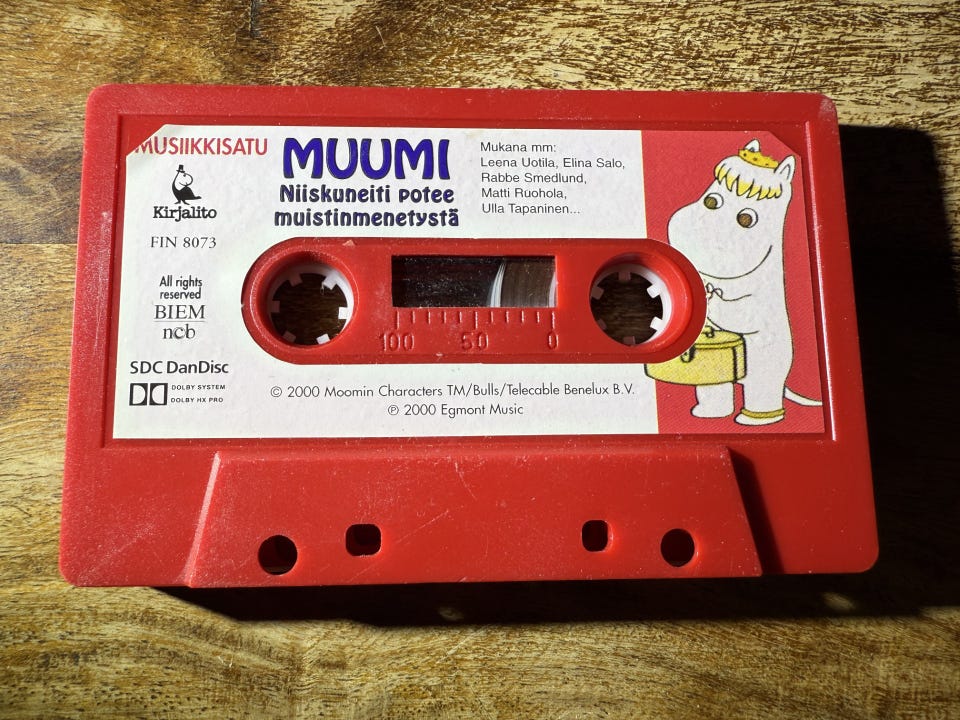 MUSIIKKISATU
Kirjalito
FIN 8073
All rights
reserved
BIEM
ncb
SDC DanDisc
DOLBY SYSTEM
DOLBY HX PRO
MUUMI
Niiskuneiti potee
muistinmenetystä
Mukana mm:
Leena Uotila, Elina Salo,
Rabbe Smedlund,
Matti Ruohola,
Ulla Tapaninen...
100 50 0
© 2000 Moomin Characters TM/Bulls/Telecable Benelux B.V.
℗ 2000 Egmont Music